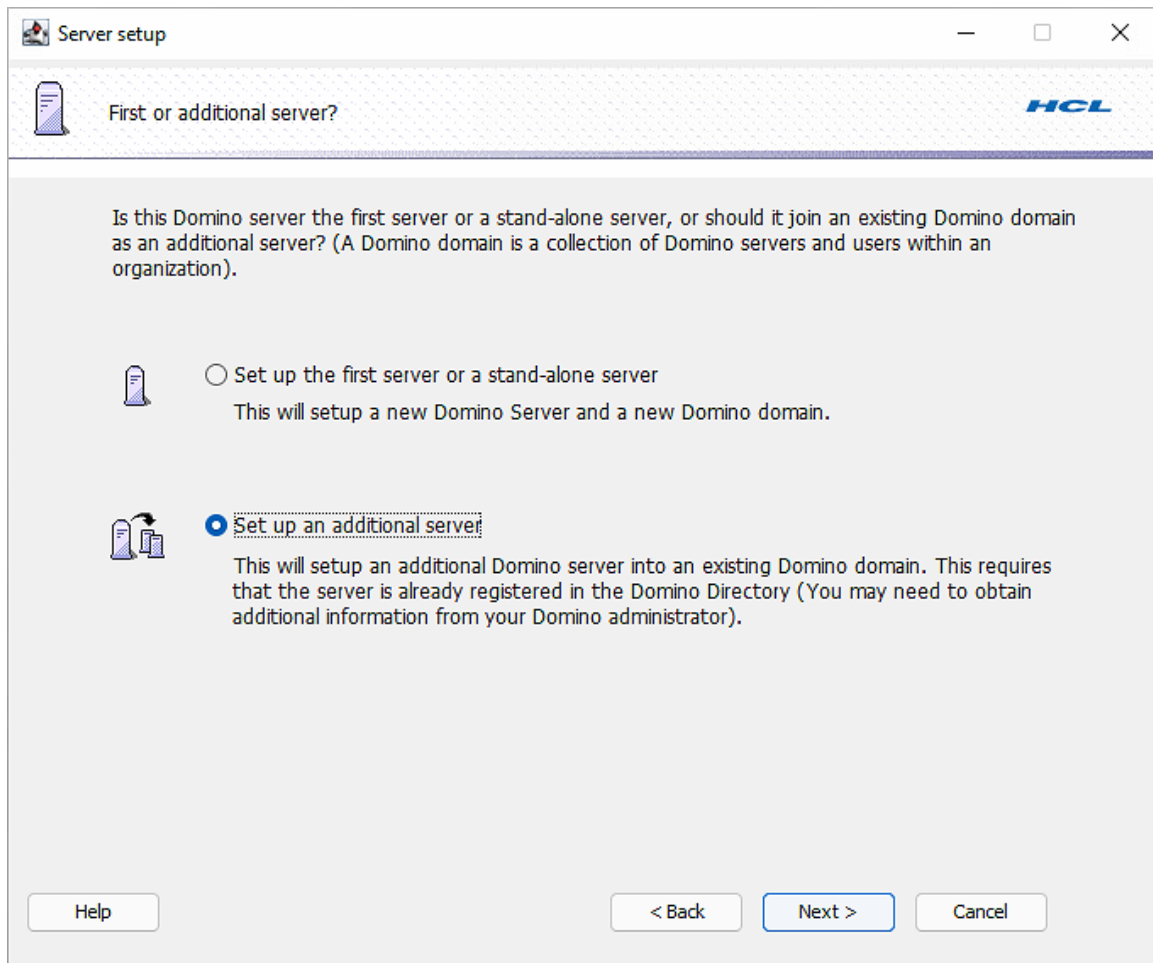 Server setup
First or additional server?
HCL
Is this Domino server the first server or a stand-alone server, or should it join an existing Domino domain
as an additional server? (A Domino domain is a collection of Domino servers and users within an
organization).
Set up the first server or a stand-alone server
This will setup a new Domino Server and a new Domino domain.
Set up an additional server
This will setup an additional Domino server into an existing Domino domain. This requires
that the server is already registered in the Domino Directory (You may need to obtain
additional information from your Domino administrator).
Help
< Back
Next >
Cancel